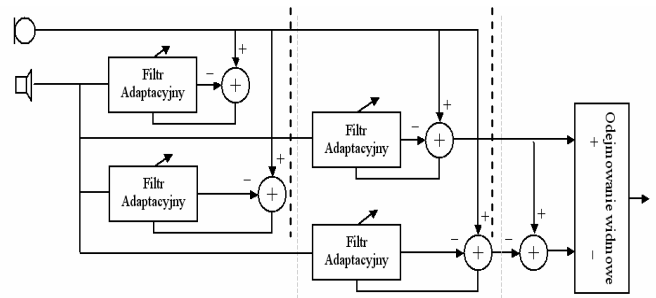 +
− +
Filtr
Adaptacyjny
+
− +
Filtr
Adaptacyjny
+
− +
Filtr
Adaptacyjny
+
− +
Filtr
Adaptacyjny
+
− +
Odejmowanie widmowe
+
−